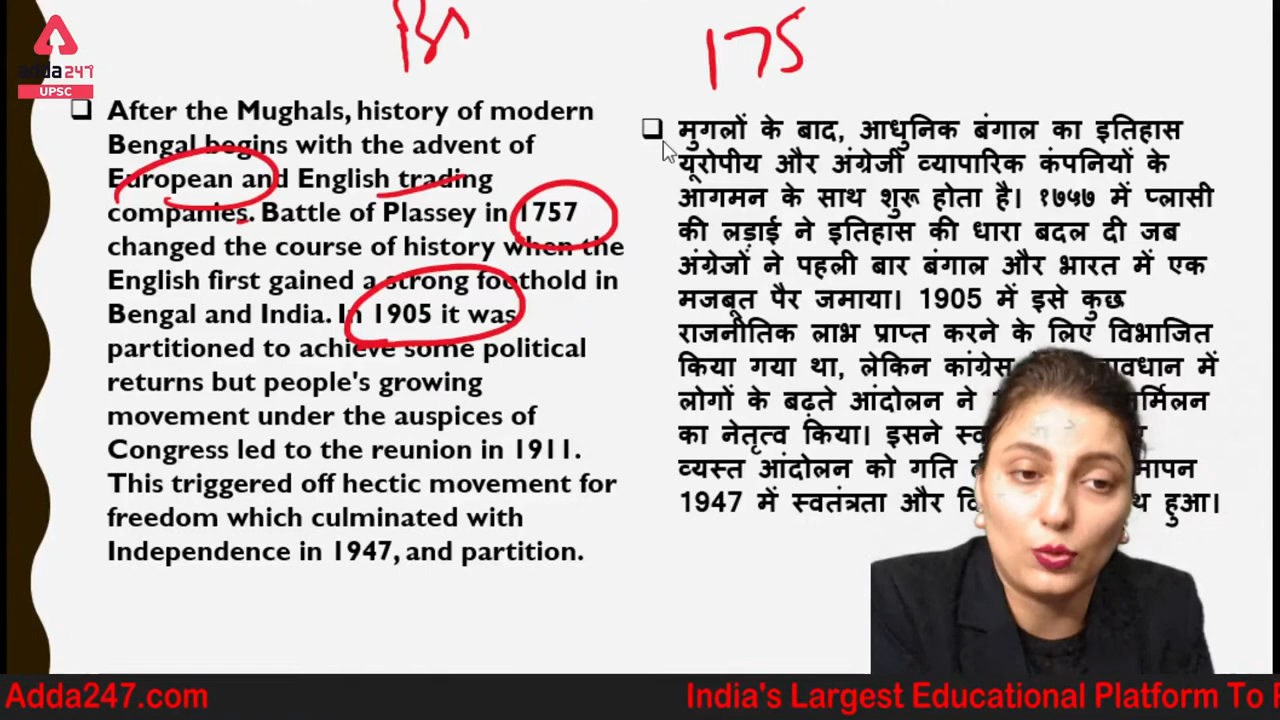 adda247
UPSC
175
After the Mughals, history of modern
Bengal begins with the advent of
European and English trading
companies. Battle of Plassey in 1757
changed the course of history when the
English first gained a strong foothold in
Bengal and India. In 1905 it was
partitioned to achieve some political
returns but people's growing
movement under the auspices of
Congress led to the reunion in 1911.
This triggered off hectic movement for
freedom which culminated with
Independence in 1947, and partition.
मुगलों के बाद, आधुनिक बंगाल का इतिहास
यूरोपीय और अंग्रेजी व्यापारिक कंपनियों के
आगमन के साथ शुरू होता है। १७५७ में प्लासी
की लड़ाई ने इतिहास की धारा बदल दी जब
अंग्रेजों ने पहली बार बंगाल और भारत में एक
मजबूत पैर जमाया। 1905 में इसे कुछ
राजनीतिक लाभ प्राप्त करने के लिए विभाजित
किया गया था, लेकिन कांग्रेस में
लोगों के बढ़ते आंदोलन ने
का नेतृत्व किया। इसने
व्यस्त आंदोलन को गति
1947 में स्वतंत्रता और हुआ।
Adda247.com
India's Largest Educational Platform To